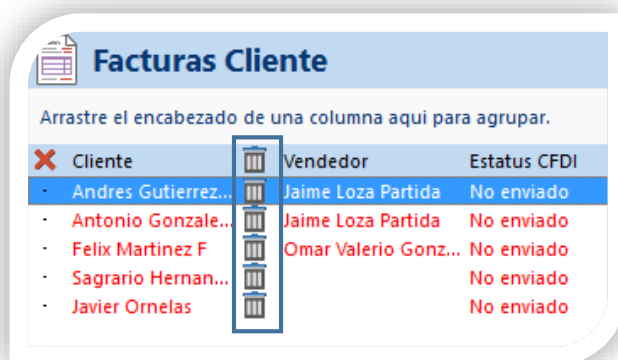 Facturas Cliente
Arrastre el encabezado de una columna aqui para agrupar.
Cliente Vendedor Estatus CFDI
Andres Gutierrez... Jaime Loza Partida No enviado
Antonio Gonzale... Jaime Loza Partida No enviado
Felix Martinez F Omar Valerio Gonz... No enviado
Sagrario Hernan... No enviado
Javier Ornelas No enviado